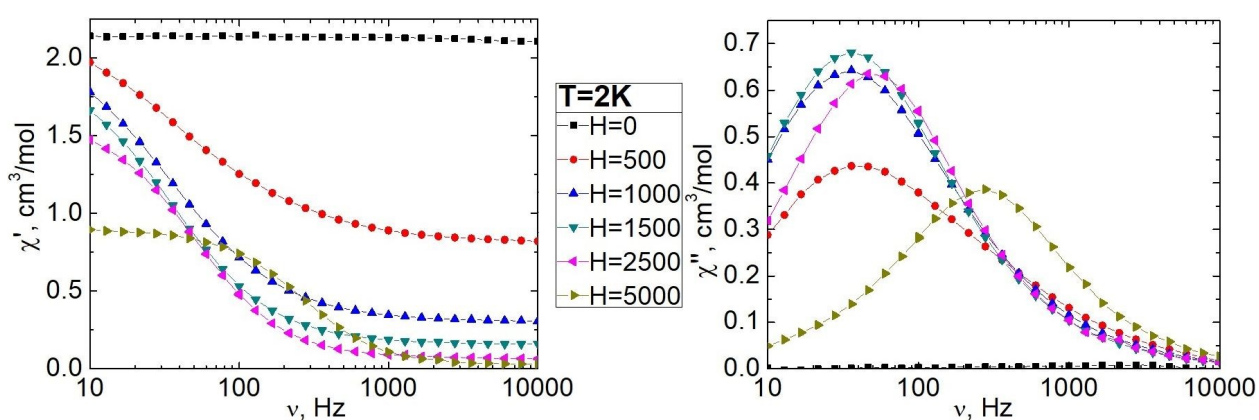 2.0
1.5
1.0
0.5
0.0
χ', cm³/mol
10 100 1000 10000
ν, Hz
T=2K
H=0
H=500
H=1000
H=1500
H=2500
H=5000
0.7
0.6
0.5
0.4
0.3
0.2
0.1
0.0
χ", cm³/mol
10 100 1000 10000
ν, Hz